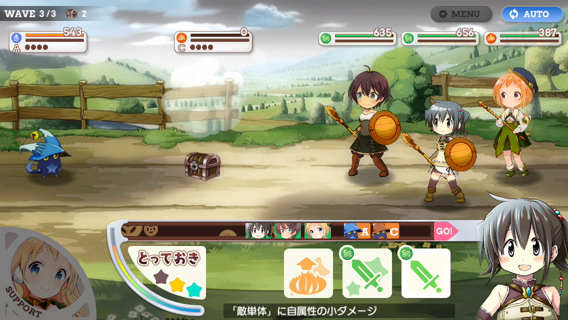 WAVE 3/3 2 MENU AUTO
543 0 635 656 387
A C
A C GO!
とっておき
SUPPORT
「敵単体」に自属性の小ダメージ